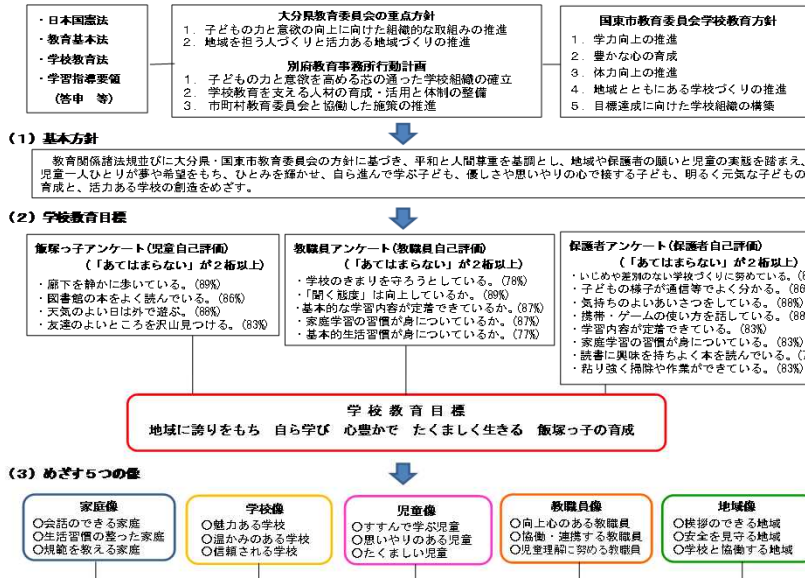 ・日本国憲法
・教育基本法
・学校教育法
・学習指導要領
(答申 等)
大分県教育委員会の重点方針
1. 子どもの力と意欲の向上に向けた組織的な取組みの推進
2. 地域を担う人づくりと活力ある地域づくりの推進
別府教育事務所行動計画
1. 子どもの力と意欲を高める芯の通った学校組織の確立
2. 学校教育を支える人材の育成・活用と体制の整備
3. 市町村教育委員会と協働した施策の推進
国東市教育委員会学校教育方針
1. 学力向上の推進
2. 豊かな心の育成
3. 体力向上の推進
4. 地域とともにある学校づくりの推進
5. 目標達成に向けた学校組織の構築
(1)基本方針
教育関係諸法規並びに大分県・国東市教育委員会の方針に基づき、平和と人間尊重を基調とし、地域や保護者の願いと児童の実態を踏まえ、
児童一人ひとりが夢や希望をもち、ひとみを輝かせ、自ら進んで学ぶ子ども、優しさや思いやりの心で接する子ども、明るく元気な子どもの
育成と、活力ある学校の創造をめざす。
(2)学校教育目標
飯塚っ子アンケート(児童自己評価)
(「あてはまらない」が2桁以上)
・廊下を静かに歩いている。(89%)
・図書館の本をよく読んでいる。(86%)
・天気のよい日は外で遊ぶ。(88%)
・友達のよいところを沢山見つける。(83%)
教職員アンケート(教職員自己評価)
(「あてはまらない」が2桁以上)
・学校のきまりを守ろうとしている。(78%)
・「聞く態度」は向上しているか。(89%)
・基本的な学習内容が定着できているか。(87%)
・家庭学習の習慣が身についているか。(87%)
・基本的生活習慣が身についているか。(77%)
保護者アンケート(保護者自己評価)
(「あてはまらない」が2桁以上)
・いじめや差別のない学校づくりに努めている。(8
・子どもの様子が通信等でよく分かる。(86
・気持ちのよいあいさつをしている。(88%)
・携帯・ゲームの使い方を話している。(88
・学習内容が定着できている。(83%)
・家庭学習の習慣が身についている。(83%)
・読書に興味を持ちよく本を読んでいる。(7
・粘り強く掃除や作業ができている。(83%)
学校教育目標
地域に誇りをもち 自ら学び 心豊かで たくましく生きる 飯塚っ子の育成
(3)めざす5つの像
家庭像
○会話のできる家庭
○生活習慣の整った家庭
○規範を教える家庭
学校像
○魅力ある学校
○温かみのある学校
○信頼される学校
児童像
○すすんで学ぶ児童
○思いやりのある児童
○たくましい児童
教職員像
○向上心のある教職員
○協働・連携する教職員
○児童理解に努める教職員
地域像
○挨拶のできる地域
○安全を見守る地域
○学校と協働する地域